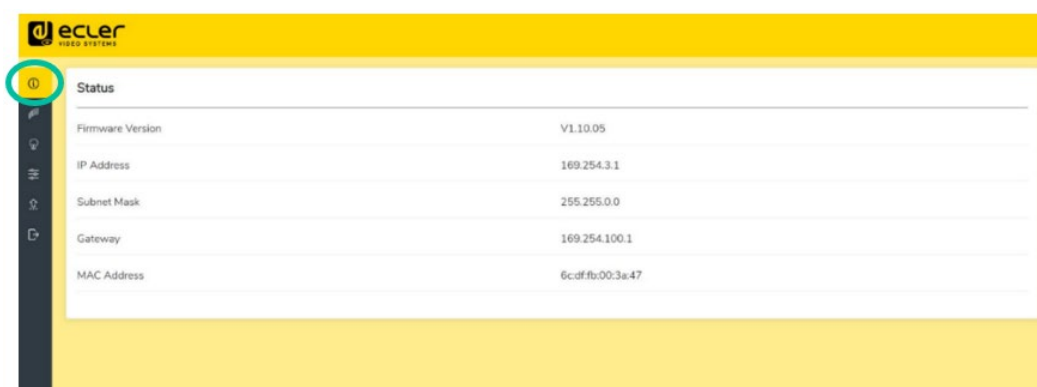 ecler
VIDEO SYSTEMS
Status
Firmware Version V1.10.05
IP Address 169.254.3.1
Subnet Mask 255.255.0.0
Gateway 169.254.100.1
MAC Address 6c:df:fb:00:3a:47